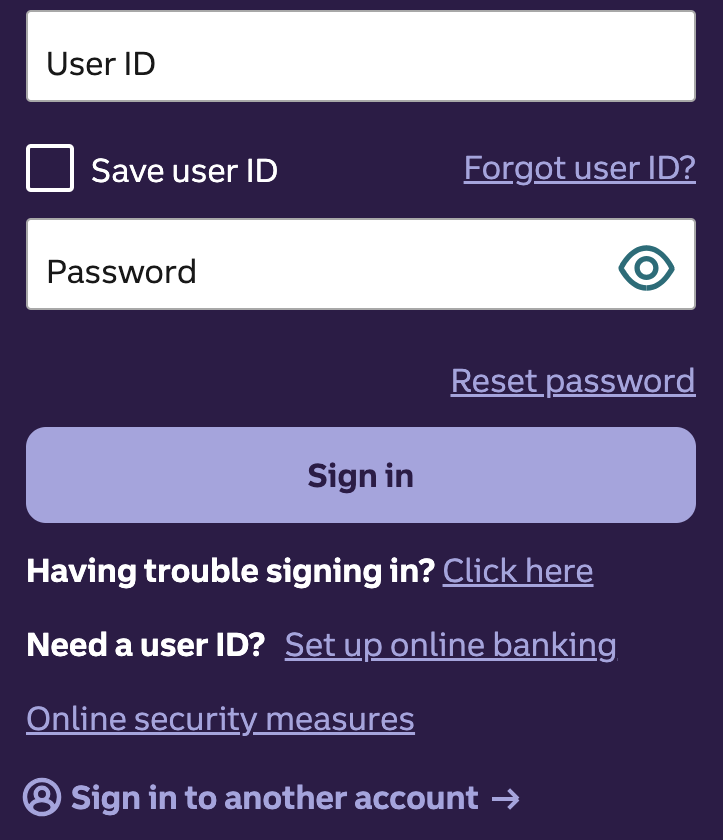 User ID
Save user ID Forgot user ID?
Password
Reset password
Sign in
Having trouble signing in? Click here
Need a user ID? Set up online banking
Online security measures
Sign in to another account →